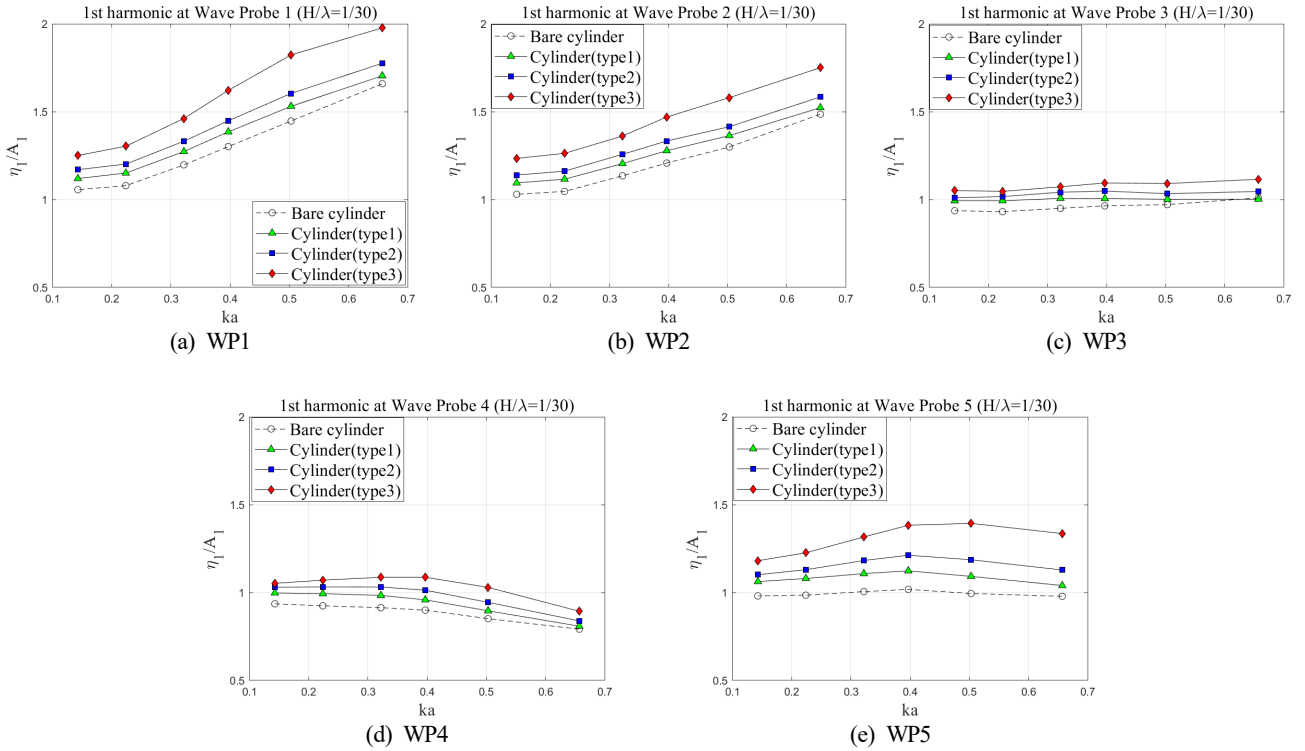 1st harmonic at Wave Probe 1 (H/λ=1/30)
2
1.5
1
0.5
η1/A1
Bare cylinder
Cylinder(type1)
Cylinder(type2)
Cylinder(type3)
0.1 0.2 0.3 0.4 0.5 0.6 0.7
ka
(a) WP1
1st harmonic at Wave Probe 2 (H/λ=1/30)
2
Bare cylinder
Cylinder(type1)
Cylinder(type2)
Cylinder(type3)
1.5
1
0.5
η1/A1
0.1 0.2 0.3 0.4 0.5 0.6 0.7
ka
(b) WP2
1st harmonic at Wave Probe 3 (H/λ=1/30)
2
Bare cylinder
Cylinder(type1)
Cylinder(type2)
Cylinder(type3)
1.5
1
0.5
η1/A1
0.1 0.2 0.3 0.4 0.5 0.6 0.7
ka
(c) WP3
1st harmonic at Wave Probe 4 (H/λ=1/30)
2
Bare cylinder
Cylinder(type1)
Cylinder(type2)
Cylinder(type3)
1.5
1
0.5
η1/A1
0.1 0.2 0.3 0.4 0.5 0.6 0.7
ka
(d) WP4
1st harmonic at Wave Probe 5 (H/λ=1/30)
2
Bare cylinder
Cylinder(type1)
Cylinder(type2)
Cylinder(type3)
1.5
1
0.5
η1/A1
0.1 0.2 0.3 0.4 0.5 0.6 0.7
ka
(e) WP5